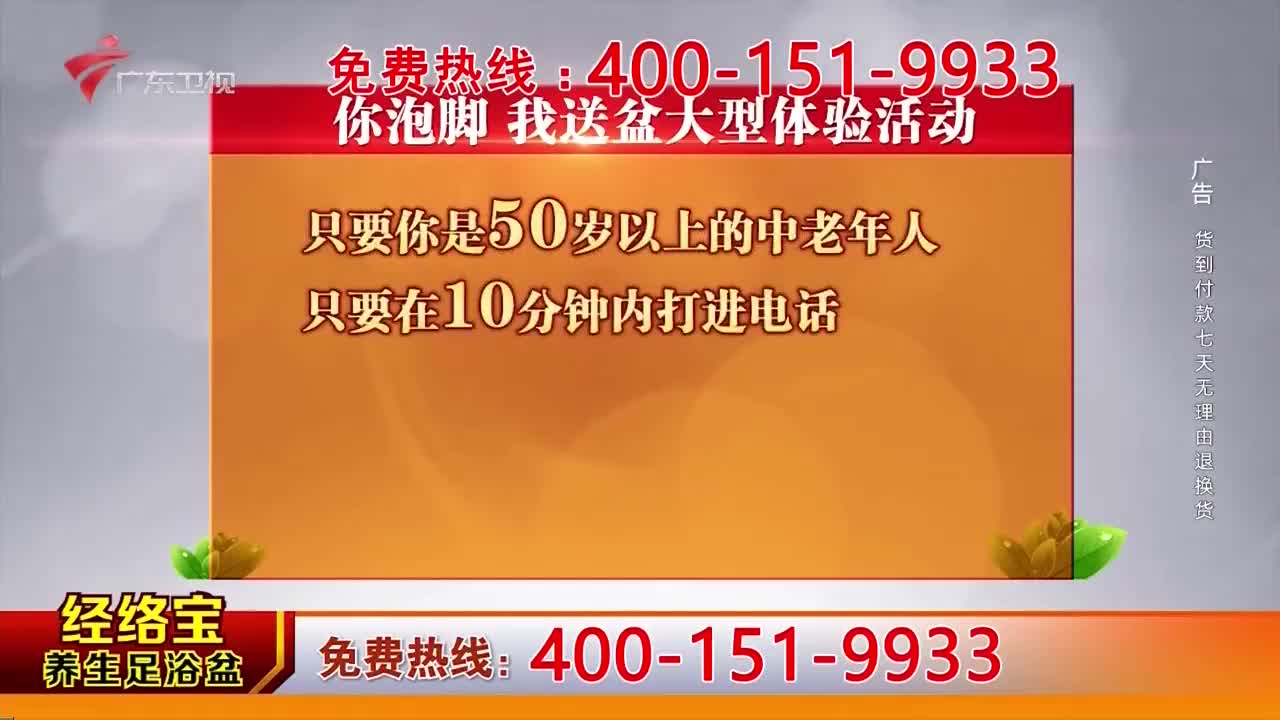 广东卫视
免费热线：400-151-9933
你泡脚 我送盆大型体验活动
只要你是50岁以上的中老年人
只要在10分钟内打进电话
广告 货到付款七天无理由退换货
经络宝
养生足浴盆
免费热线：400-151-9933